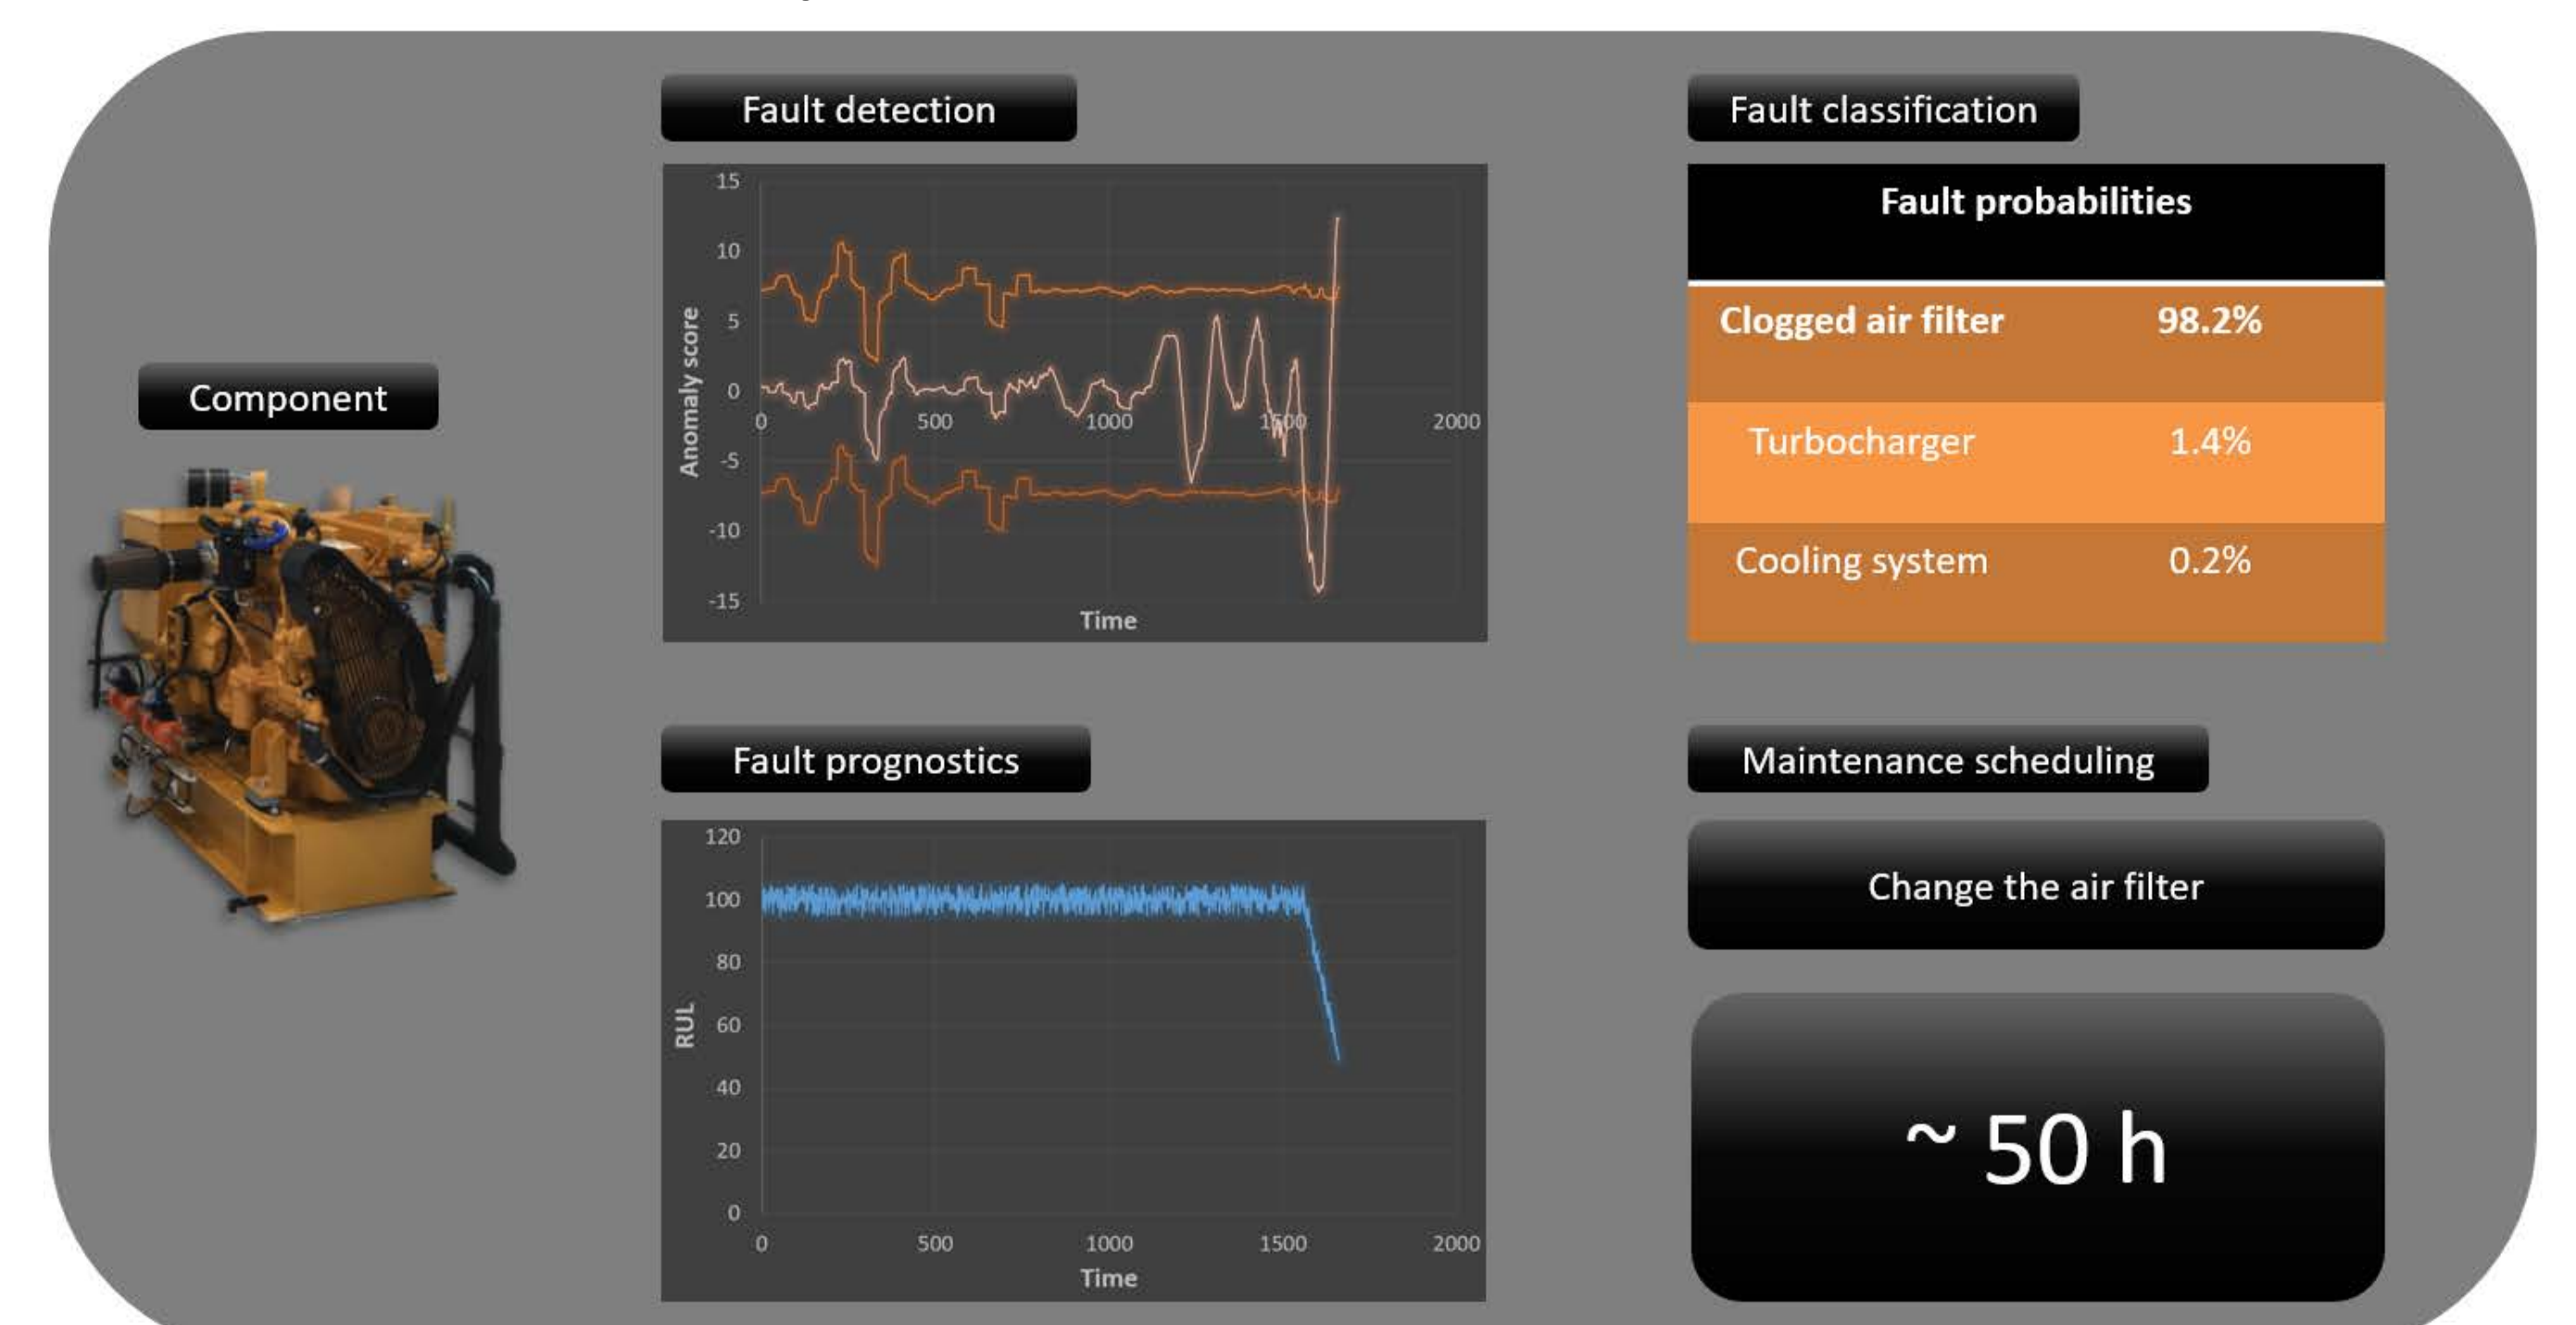 Component
Fault detection
15
10
5
0
-5
-10
-15
0 500 1000 1500 2000
Anomaly score
Time
Fault classification
Fault probabilities
Clogged air filter 98.2%
Turbocharger 1.4%
Cooling system 0.2%
Fault prognostics
120
100
80
60
40
20
0
0 500 1000 1500 2000
RUL
Time
Maintenance scheduling
Change the air filter
~ 50 h